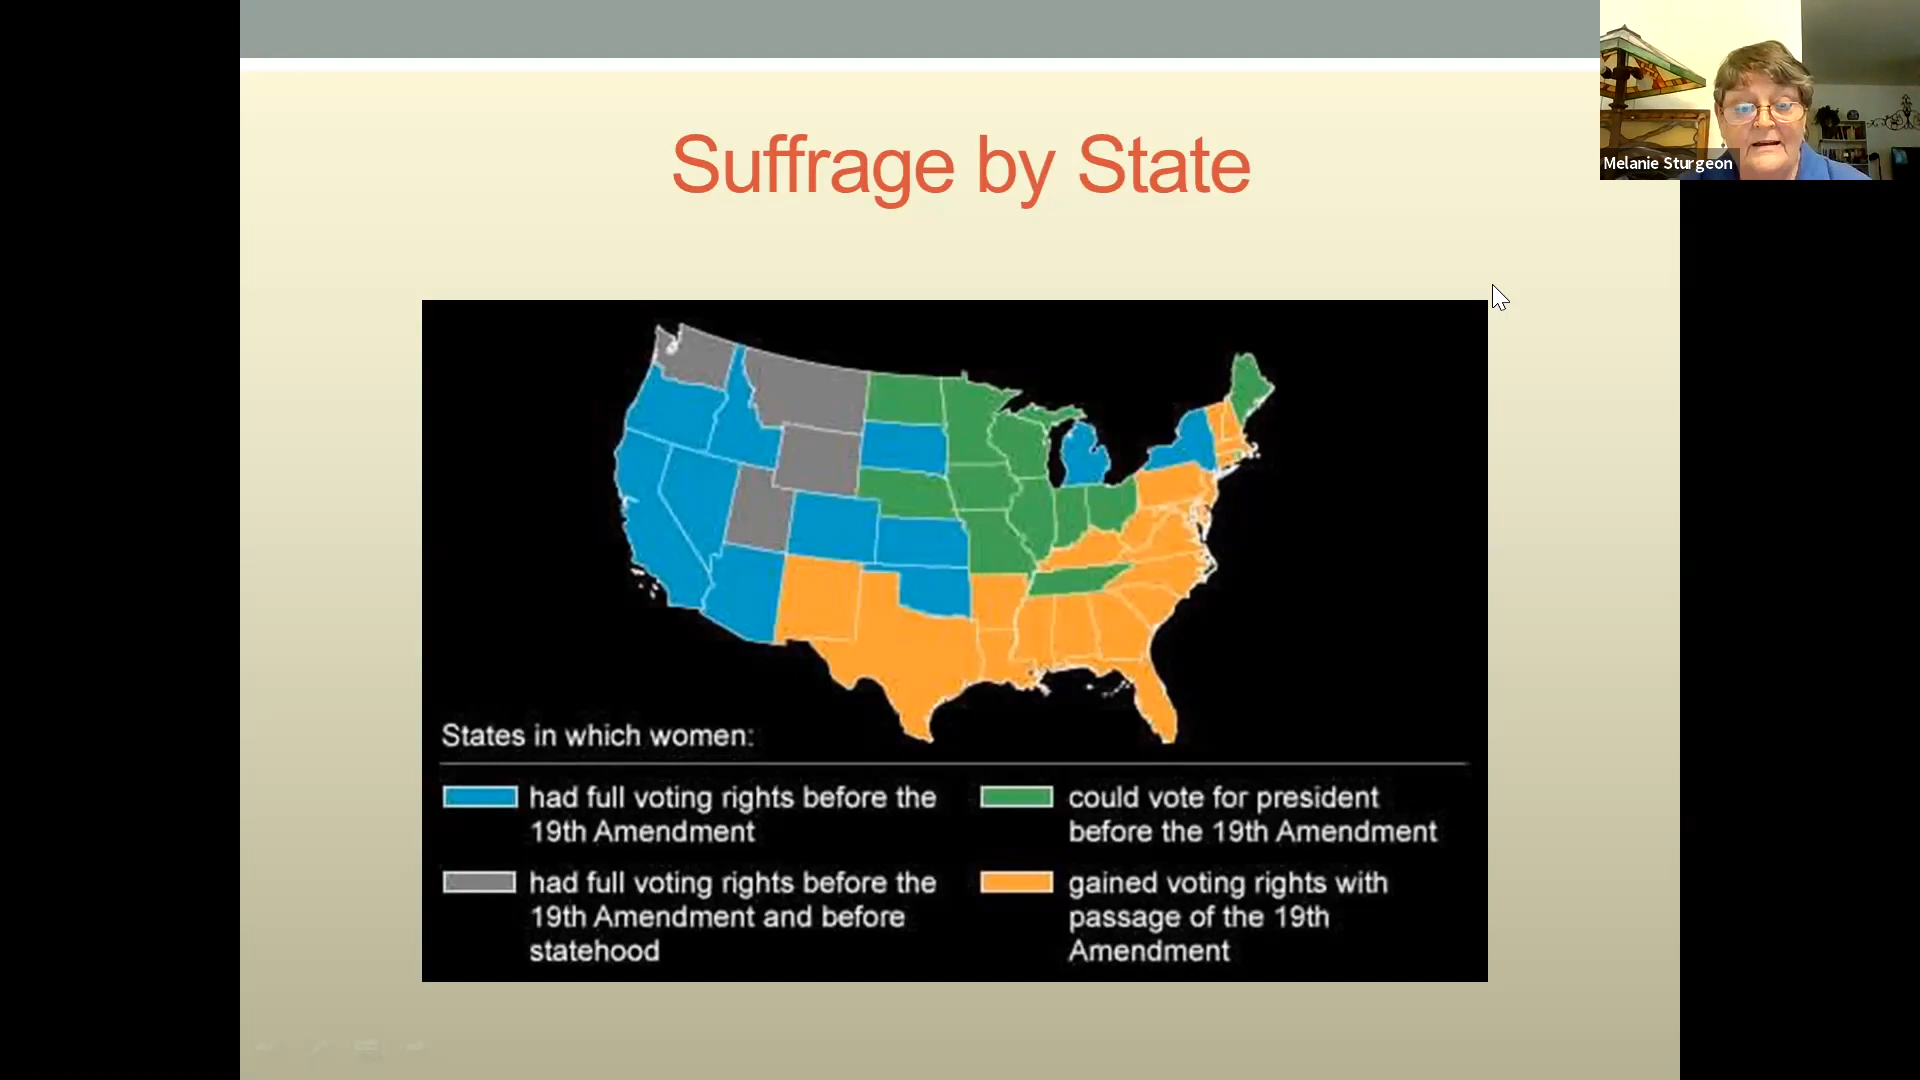 Suffrage by State
Melanie Sturgeon
States in which women:
had full voting rights before the
19th Amendment
could vote for president
before the 19th Amendment
had full voting rights before the
19th Amendment and before
statehood
gained voting rights with
passage of the 19th
Amendment